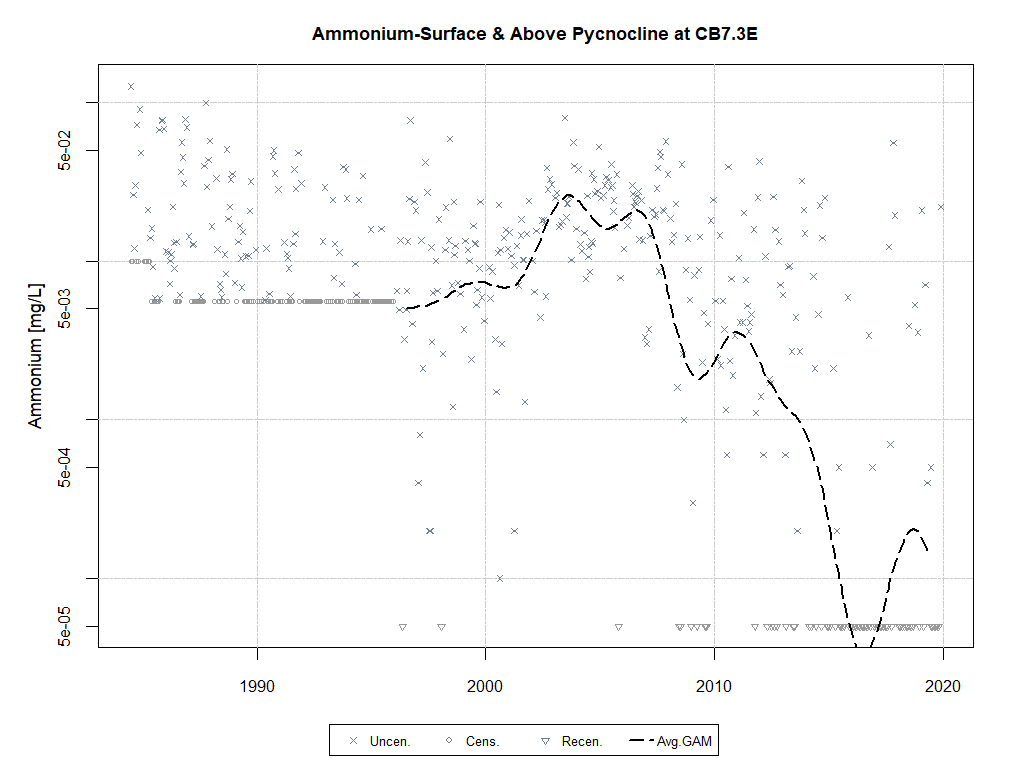 Ammonium-Surface & Above Pycnocline at CB7.3E
Ammonium [mg/L]
5e-02
5e-03
5e-04
5e-05
1990 2000 2010 2020
Uncen. Cens. Recen. Avg.GAM